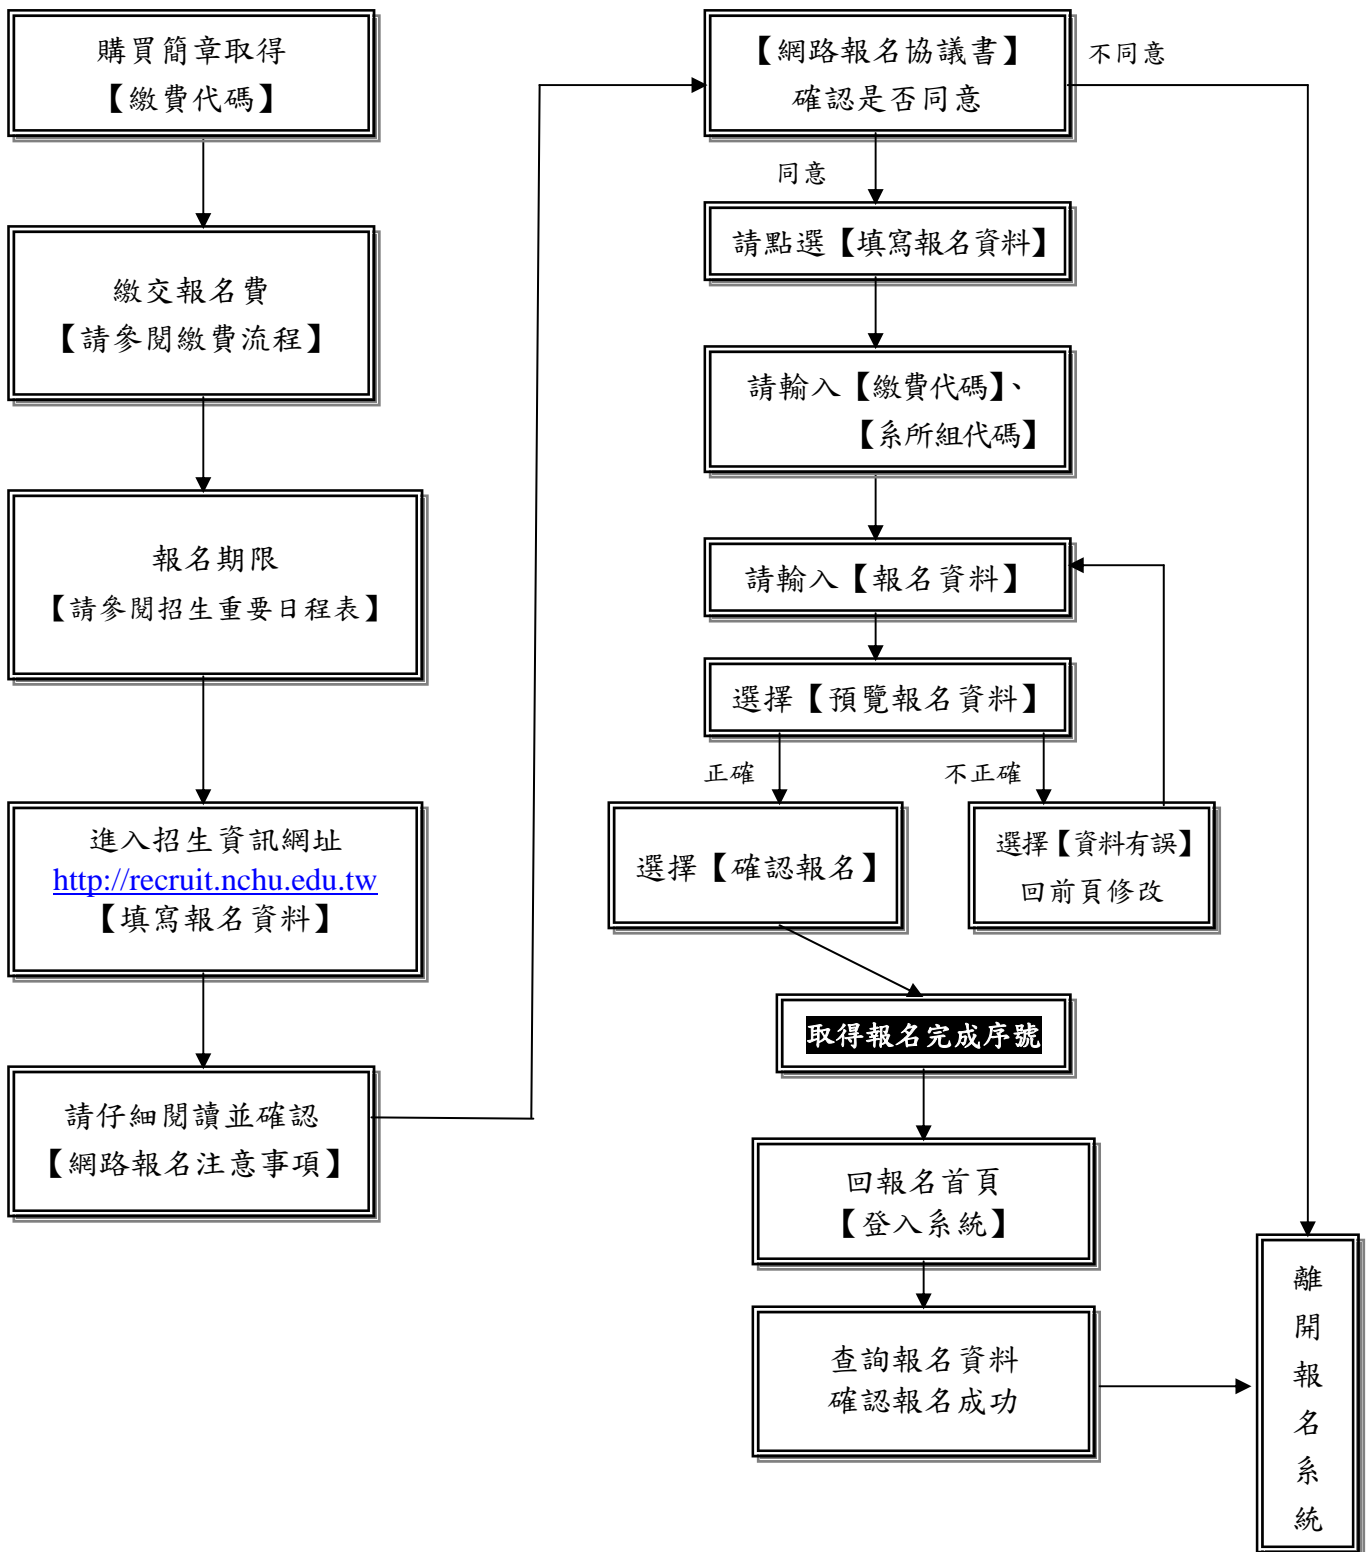 購買簡章取得
【繳費代碼】
繳交報名費
【請參閱繳費流程】
報名期限
【請參閱招生重要日程表】
進入招生資訊網址
http://recruit.nchu.edu.tw
【填寫報名資料】
請仔細閱讀並確認
【網路報名注意事項】
【網路報名協議書】
確認是否同意
不同意
同意
請點選【填寫報名資料】
請輸入【繳費代碼】、
【系所組代碼】
請輸入【報名資料】
選擇【預覽報名資料】
正確
不正確
選擇【確認報名】
選擇【資料有誤】
回前頁修改
取得報名完成序號
回報名首頁
【登入系統】
查詢報名資料
確認報名成功
離
開
報
名
系
統